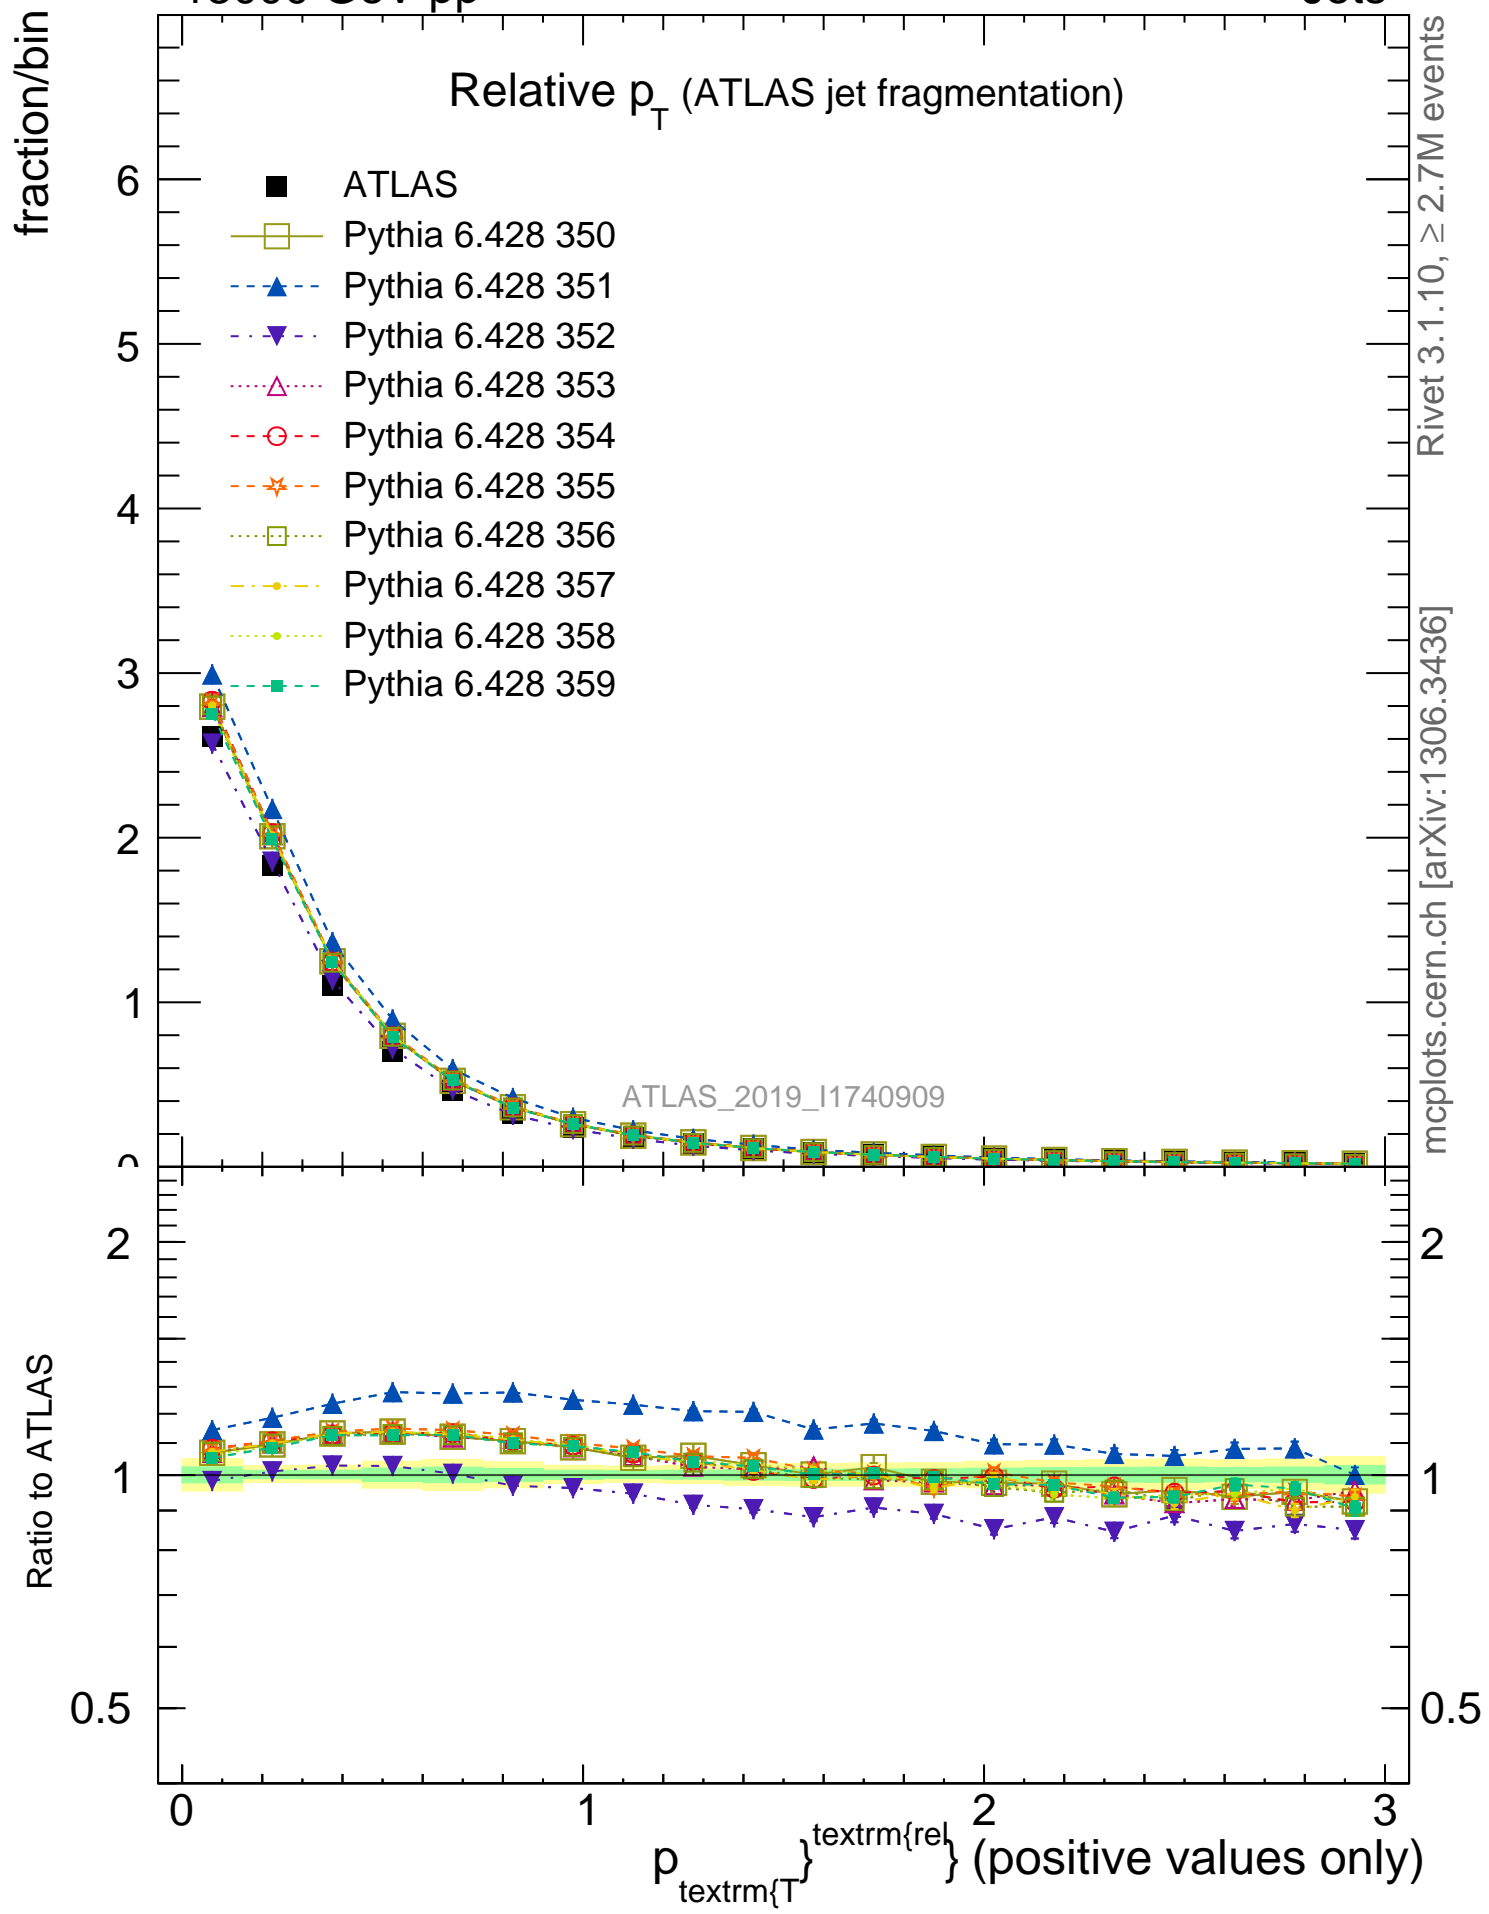 fraction/bin
Relative pT (ATLAS jet fragmentation)
ATLAS
Pythia 6.428 350
Pythia 6.428 351
Pythia 6.428 352
Pythia 6.428 353
Pythia 6.428 354
Pythia 6.428 355
Pythia 6.428 356
Pythia 6.428 357
Pythia 6.428 358
Pythia 6.428 359
6
5
4
3
2
1
0
ATLAS_2019_I1740909
Rivet 3.1.10, ≥ 2.7M events
mcplots.cern.ch [arXiv:1306.3436]
Ratio to ATLAS
2
1
0.5
2
1
0.5
0 1 2 3
p textrm{T} textrm{rel} (positive values only)